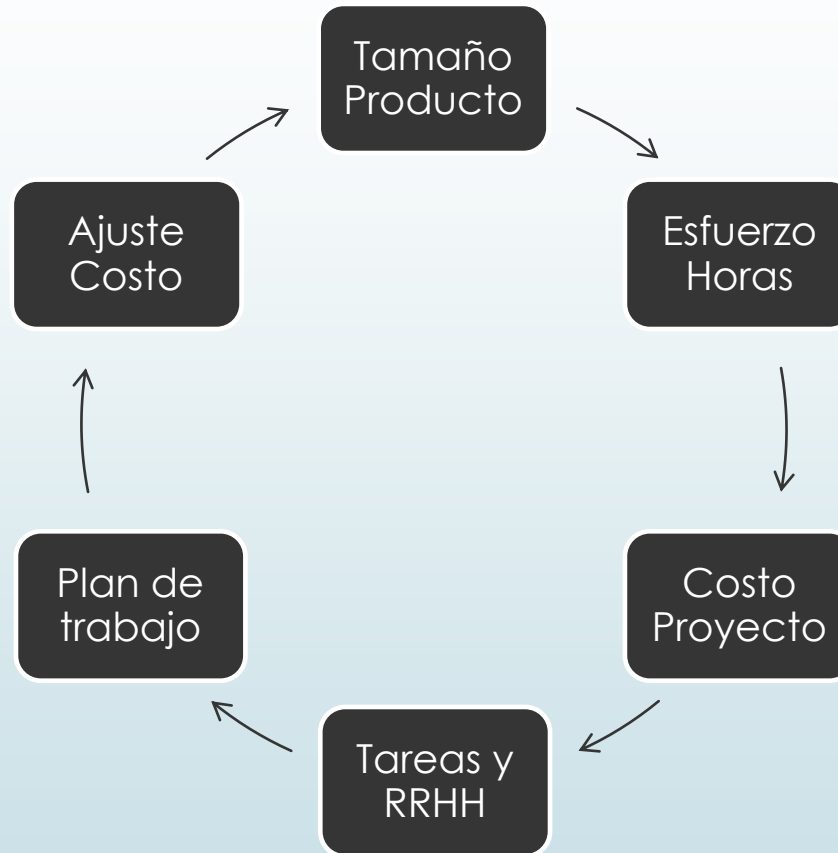 Tamaño
Producto
Esfuerzo
Horas
Costo
Proyecto
Tareas y
RRHH
Plan de
trabajo
Ajuste
Costo